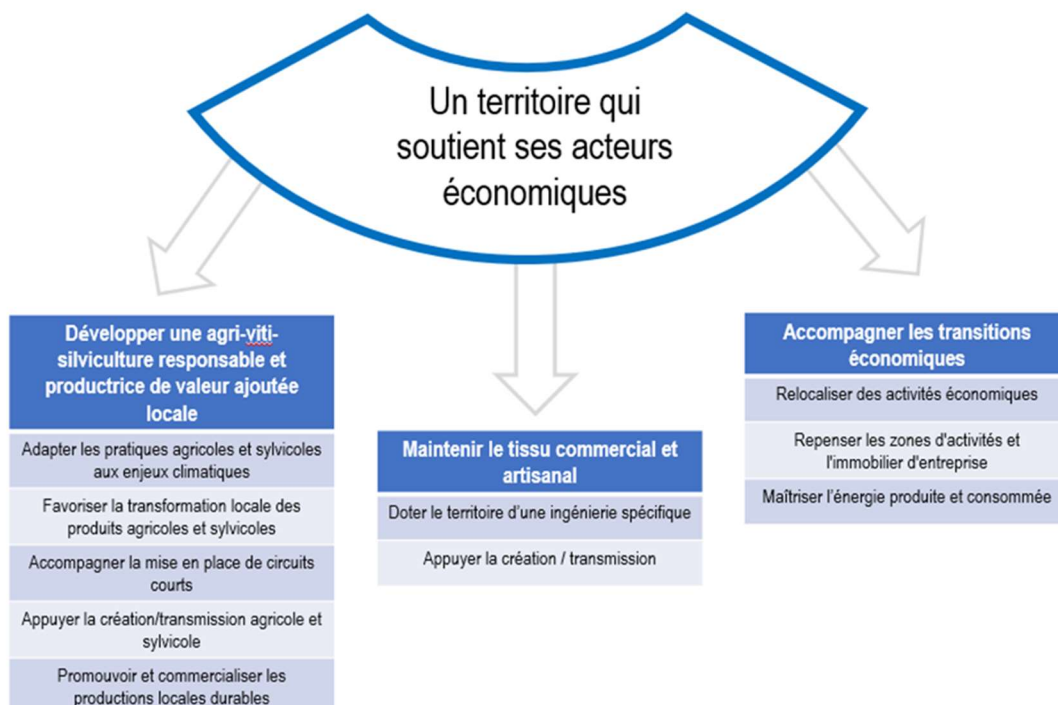 Un territoire qui
soutient ses acteurs
économiques
Développer une agri-viti-
silviculture responsable et
productrice de valeur ajoutée
locale
Adapter les pratiques agricoles et sylvicoles
aux enjeux climatiques
Favoriser la transformation locale des
produits agricoles et sylvicoles
Accompagner la mise en place de circuits
courts
Appuyer la création/transmission agricole et
sylvicole
Promouvoir et commercialiser les
productions locales durables
Maintenir le tissu commercial et
artisanal
Doter le territoire d'une ingénierie spécifique
Appuyer la création / transmission
Accompagner les transitions
économiques
Relocaliser des activités économiques
Repenser les zones d'activités et
l'immobilier d'entreprise
Maîtriser l’énergie produite et consommée